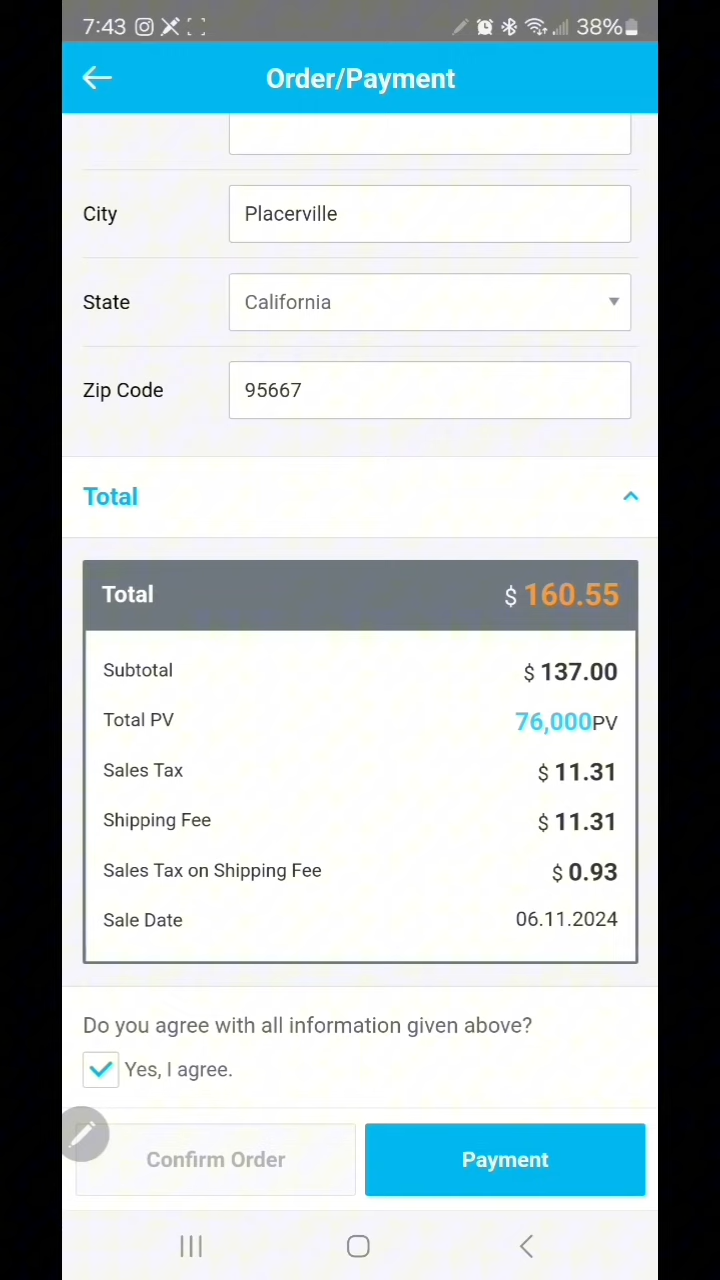 7:43 38%
Order/Payment
City Placerville
State California
Zip Code 95667
Total
Total $ 160.55
Subtotal $ 137.00
Total PV 76,000PV
Sales Tax $ 11.31
Shipping Fee $ 11.31
Sales Tax on Shipping Fee $ 0.93
Sale Date 06.11.2024
Do you agree with all information given above?
Yes, I agree.
Confirm Order Payment